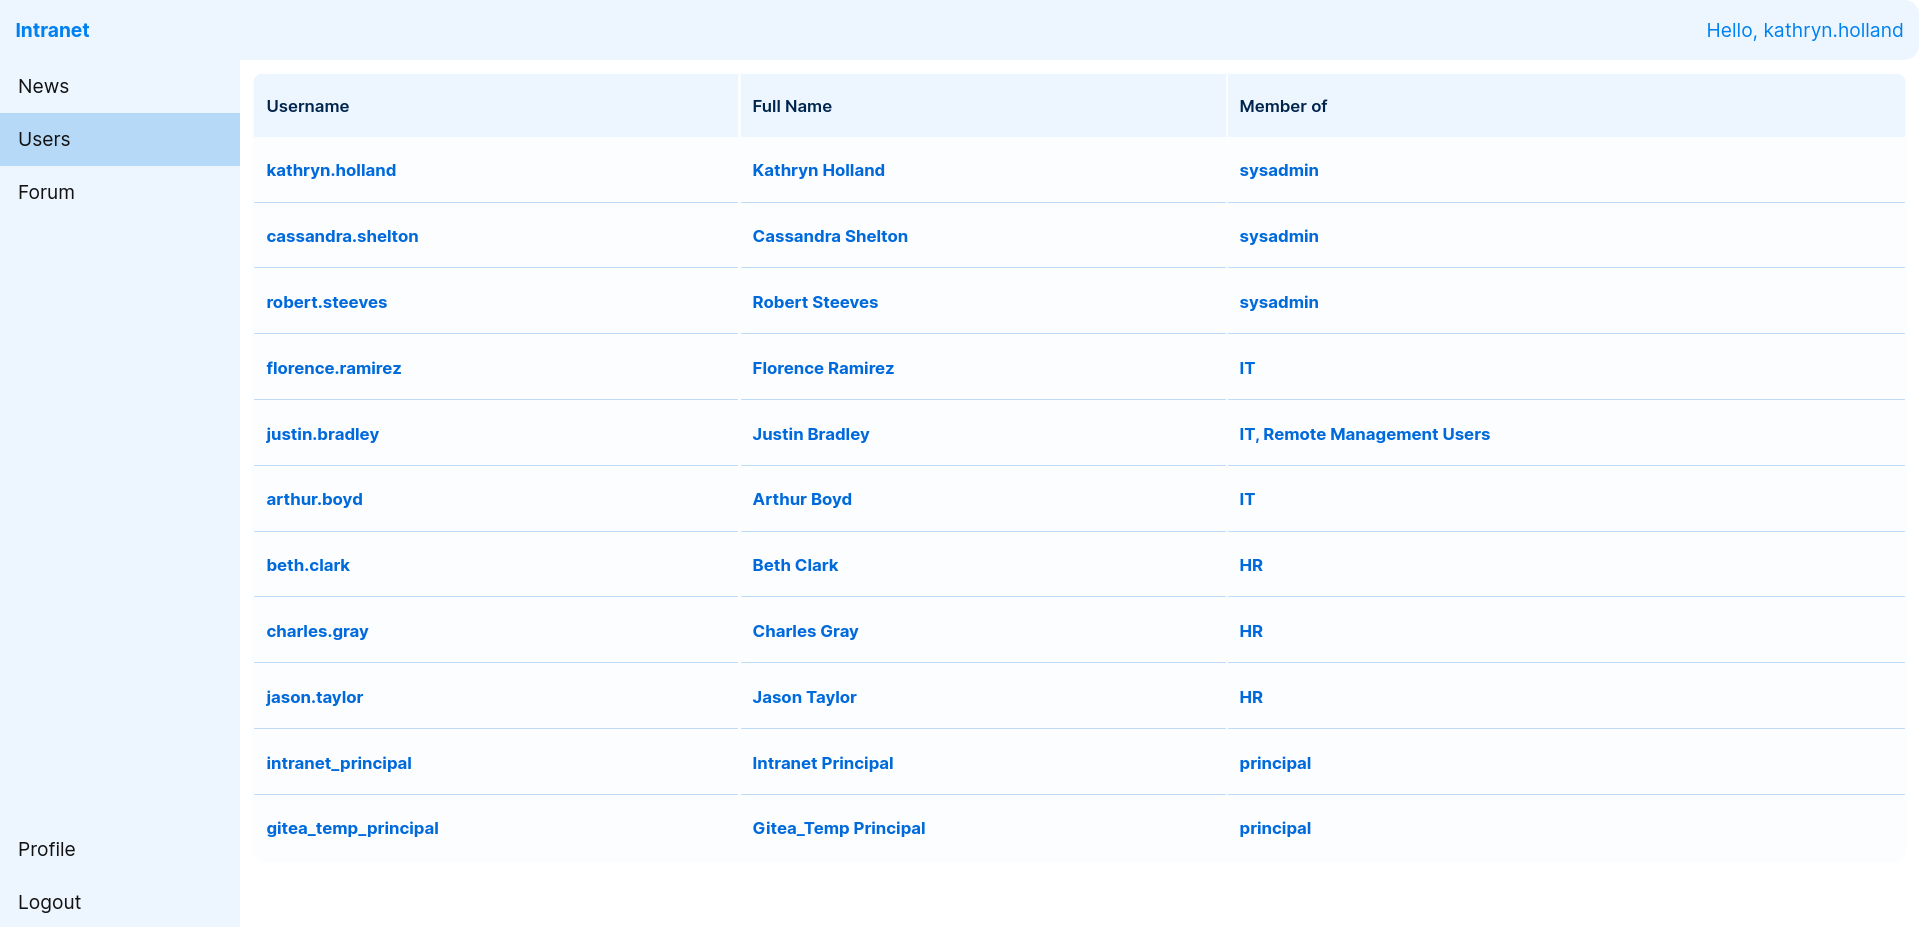 Intranet
Hello, kathryn.holland
News
Users
Forum
Profile
Logout
Username Full Name Member of
kathryn.holland Kathryn Holland sysadmin
cassandra.shelton Cassandra Shelton sysadmin
robert.steeves Robert Steeves sysadmin
florence.ramirez Florence Ramirez IT
justin.bradley Justin Bradley IT, Remote Management Users
arthur.boyd Arthur Boyd IT
beth.clark Beth Clark HR
charles.gray Charles Gray HR
jason.taylor Jason Taylor HR
intranet_principal Intranet Principal principal
gitea_temp_principal Gitea_Temp Principal principal